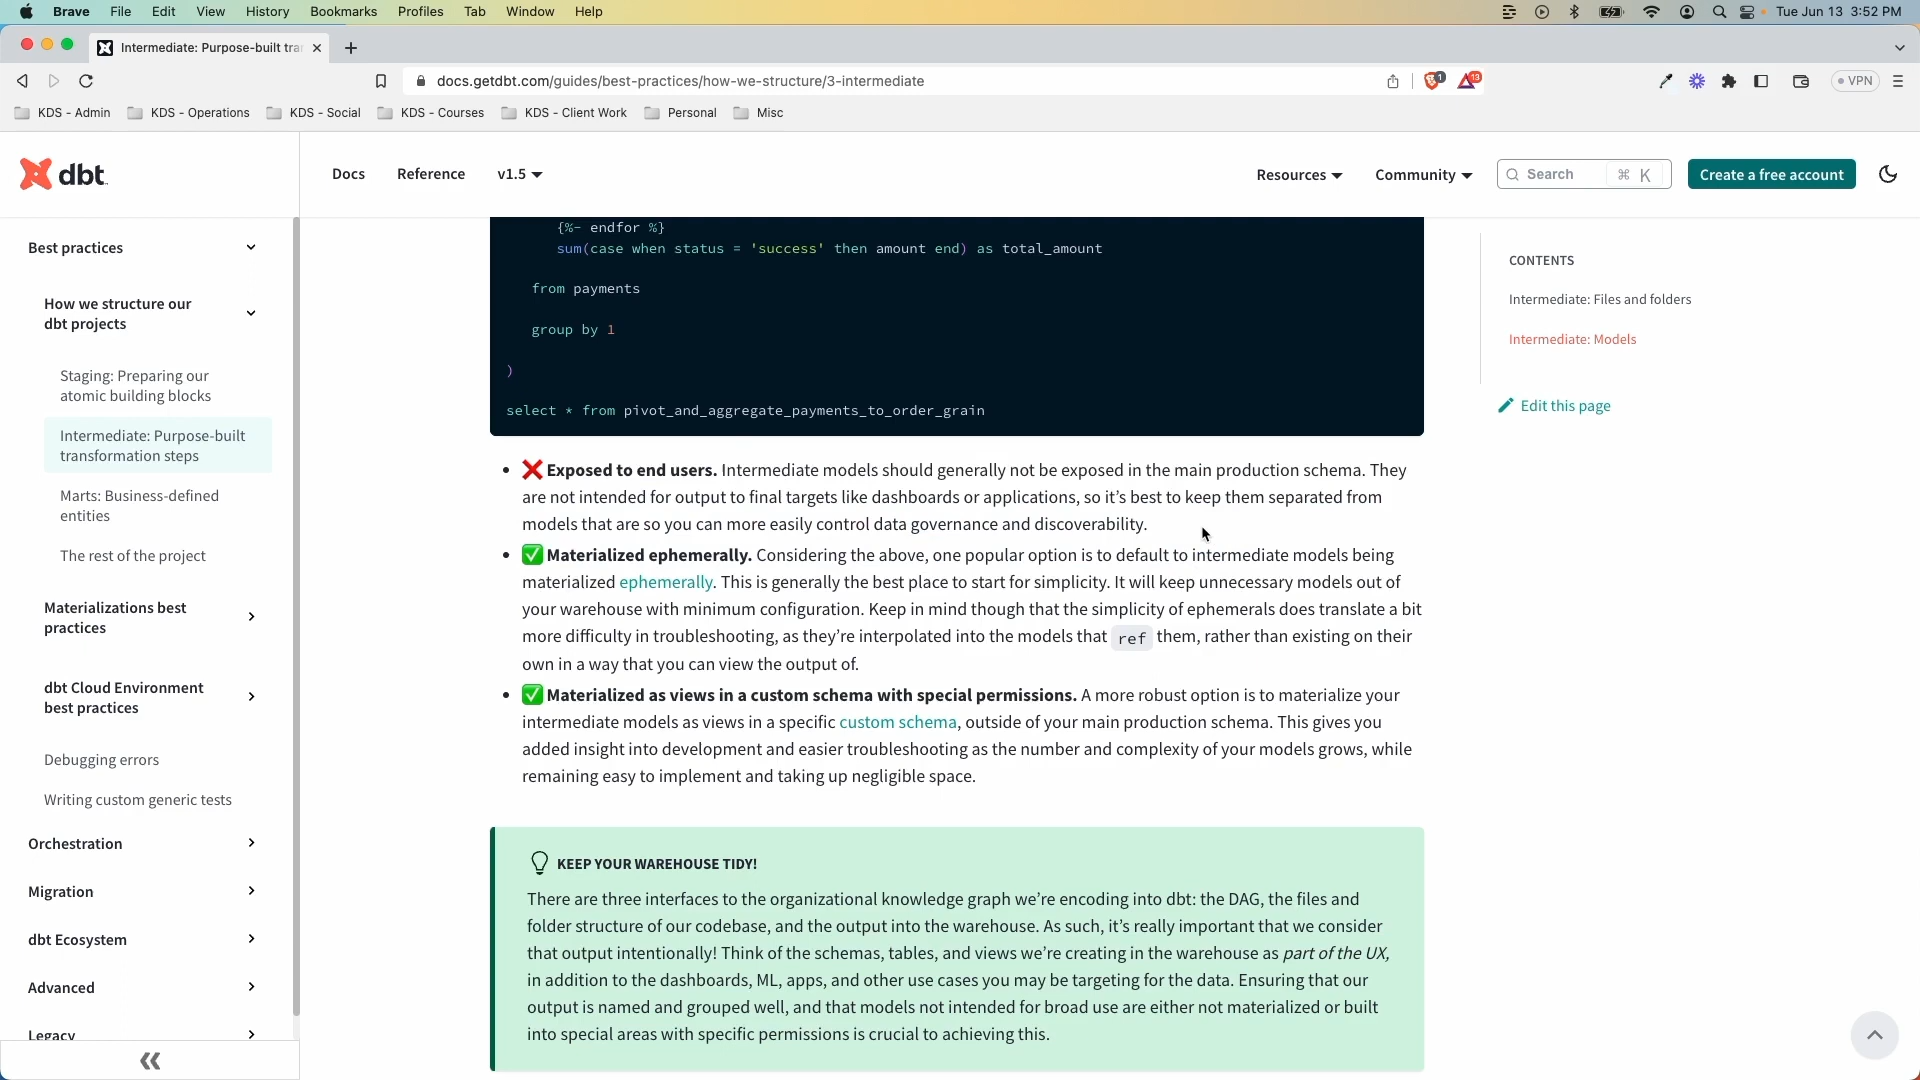 Brave File Edit View History Bookmarks Profiles Tab Window Help Tue Jun 13 3:52 PM
Intermediate: Purpose-built tra
docs.getdbt.com/guides/best-practices/how-we-structure/3-intermediate 1 13 VPN
KDS - Admin KDS - Operations KDS - Social KDS - Courses KDS - Client Work Personal Misc
dbt Docs Reference v1.5 Resources Community Search ⌘ K Create a free account
Best practices
How we structure our
dbt projects
Staging: Preparing our
atomic building blocks
Intermediate: Purpose-built
transformation steps
Marts: Business-defined
entities
The rest of the project
Materializations best
practices
dbt Cloud Environment
best practices
Debugging errors
Writing custom generic tests
Orchestration
Migration
dbt Ecosystem
Advanced
Legacy
{%- endfor %}
sum(case when status = 'success' then amount end) as total_amount
from payments
group by 1
)
select * from pivot_and_aggregate_payments_to_order_grain
• ❌ Exposed to end users. Intermediate models should generally not be exposed in the main production schema. They
are not intended for output to final targets like dashboards or applications, so it's best to keep them separated from
models that are so you can more easily control data governance and discoverability.
• ✅ Materialized ephemerally. Considering the above, one popular option is to default to intermediate models being
materialized ephemerally. This is generally the best place to start for simplicity. It will keep unnecessary models out of
your warehouse with minimum configuration. Keep in mind though that the simplicity of ephemerals does translate a bit
more difficulty in troubleshooting, as they're interpolated into the models that ref them, rather than existing on their
own in a way that you can view the output of.
• ✅ Materialized as views in a custom schema with special permissions. A more robust option is to materialize your
intermediate models as views in a specific custom schema, outside of your main production schema. This gives you
added insight into development and easier troubleshooting as the number and complexity of your models grows, while
remaining easy to implement and taking up negligible space.
KEEP YOUR WAREHOUSE TIDY!
There are three interfaces to the organizational knowledge graph we're encoding into dbt: the DAG, the files and
folder structure of our codebase, and the output into the warehouse. As such, it's really important that we consider
that output intentionally! Think of the schemas, tables, and views we're creating in the warehouse as part of the UX,
in addition to the dashboards, ML, apps, and other use cases you may be targeting for the data. Ensuring that our
output is named and grouped well, and that models not intended for broad use are either not materialized or built
into special areas with specific permissions is crucial to achieving this.
CONTENTS
Intermediate: Files and folders
Intermediate: Models
Edit this page